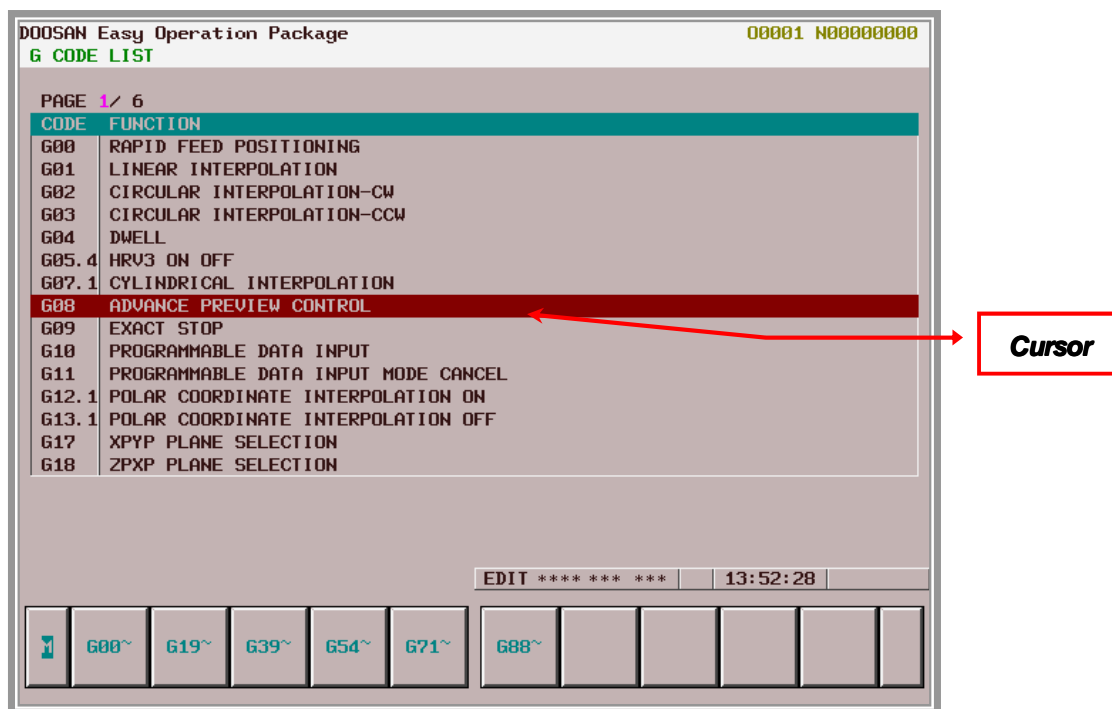 DOOSAN Easy Operation Package O0001 N00000000
G CODE LIST
PAGE 1/ 6
CODE FUNCTION
G00 RAPID FEED POSITIONING
G01 LINEAR INTERPOLATION
G02 CIRCULAR INTERPOLATION-CW
G03 CIRCULAR INTERPOLATION-CCW
G04 DWELL
G05.4 HRV3 ON OFF
G07.1 CYLINDRICAL INTERPOLATION
G08 ADVANCE PREVIEW CONTROL
G09 EXACT STOP
G10 PROGRAMMABLE DATA INPUT
G11 PROGRAMMABLE DATA INPUT MODE CANCEL
G12.1 POLAR COORDINATE INTERPOLATION ON
G13.1 POLAR COORDINATE INTERPOLATION OFF
G17 XPYP PLANE SELECTION
G18 ZPXP PLANE SELECTION
Cursor
EDIT **** *** *** 13:52:28
M G00~ G19~ G39~ G54~ G71~ G88~